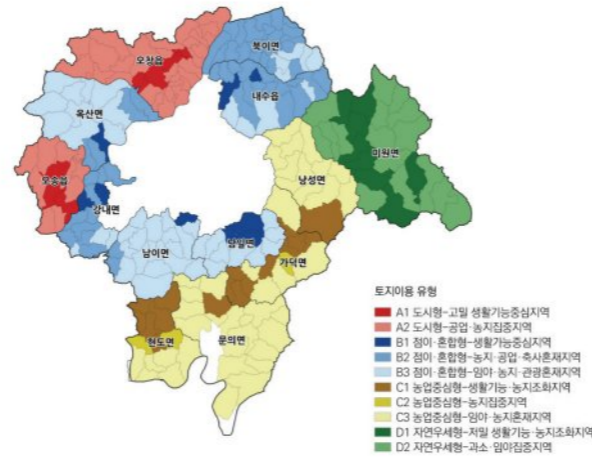 북이면
오창읍
내수읍
옥산면
미원면
오송읍
낭성면
강내면
남이면
남일면
가덕면
현도면
문의면
토지이용 유형
A1 도시형-고밀 생활기능중심지역
A2 도시형-공업·농지집중지역
B1 점이·혼합형-생활기능중심지역
B2 점이·혼합형-농지·공업·축사혼재지역
B3 점이·혼합형-임야·농지·관광혼재지역
C1 농업중심형-생활기능·농지조화지역
C2 농업중심형-농지집중지역
C3 농업중심형-임야·농지혼재지역
D1 자연우세형-저밀 생활기능·농지조화지역
D2 자연우세형-과소·임야집중지역